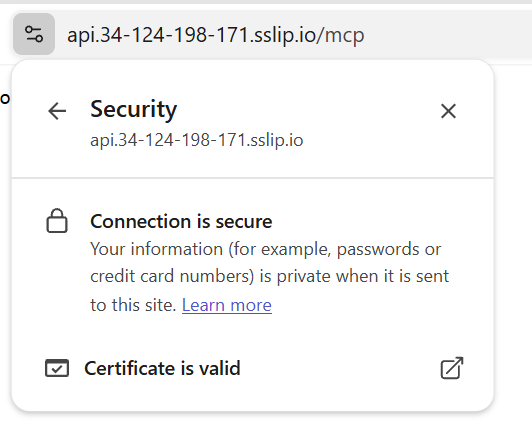 api.34-124-198-171.sslip.io/mcp
Security
api.34-124-198-171.sslip.io
Connection is secure
Your information (for example, passwords or
credit card numbers) is private when it is sent
to this site. Learn more
Certificate is valid